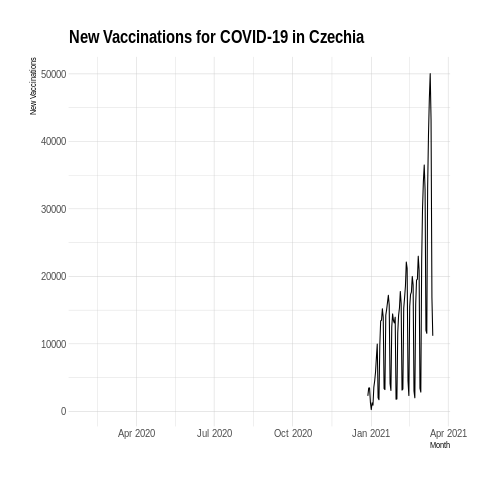 New Vaccinations for COVID-19 in Czechia
New Vaccinations
50000
40000
30000
20000
10000
0
Apr 2020 Jul 2020 Oct 2020 Jan 2021 Apr 2021
Month